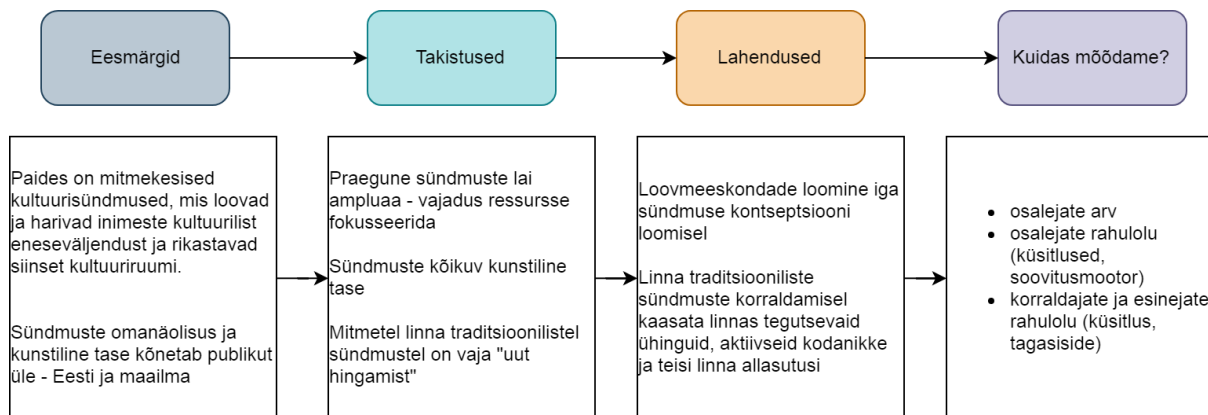 Eesmärgid
Takistused
Lahendused
Kuidas mõõdame?
Paides on mitmekesised
kultuurisündmused, mis loovad
ja harivad inimeste kultuurilist
eneseväljendust ja rikastavad
siinset kultuuriruumi.
Sündmuste omanäolisus ja
kunstiline tase kõnetab publikut
üle - Eesti ja maailma
Praegune sündmuste lai
ampluaa - vajadus ressursse
fokusseerida
Sündmuste kõikuv kunstiline
tase
Mitmetel linna traditsioonilistel
sündmustel on vaja "uut
hingamist"
Loovmeeskondade loomine iga
sündmuse kontseptsiooni
loomisel
Linna traditsiooniliste
sündmuste korraldamisel
kaasata linnas tegutsevaid
ühinguid, aktiivseid kodanikke
ja teisi linna allasutusi
• osalejate arv
• osalejate rahulolu
(küsitlused,
soovitusmootor)
• korraldajate ja esinejate
rahulolu (küsitlus,
tagasiside)